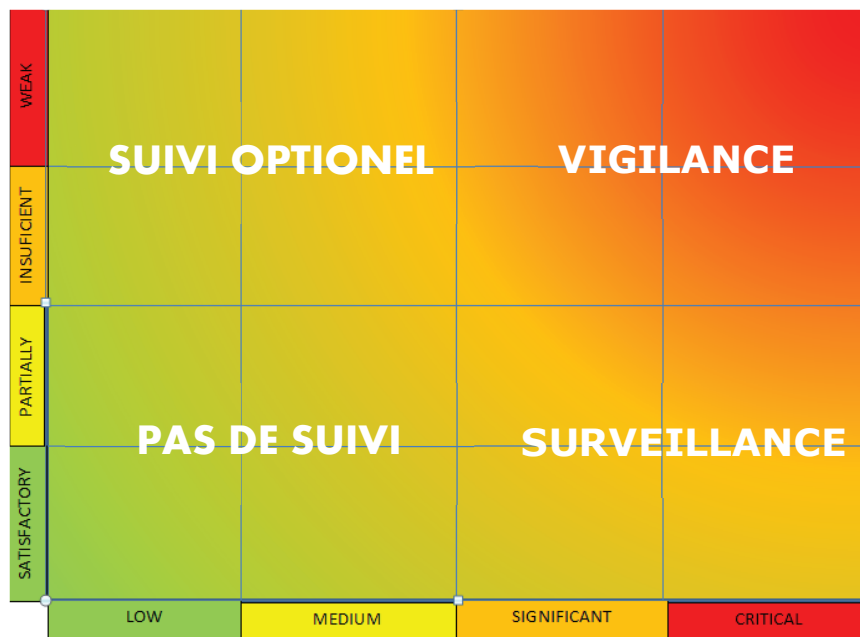 WEAK
SUIVI OPTIONEL
VIGILANCE
INSUFICIENT
PARTIALLY
PAS DE SUIVI
SURVEILLANCE
SATISFACTORY
LOW
MEDIUM
SIGNIFICANT
CRITICAL